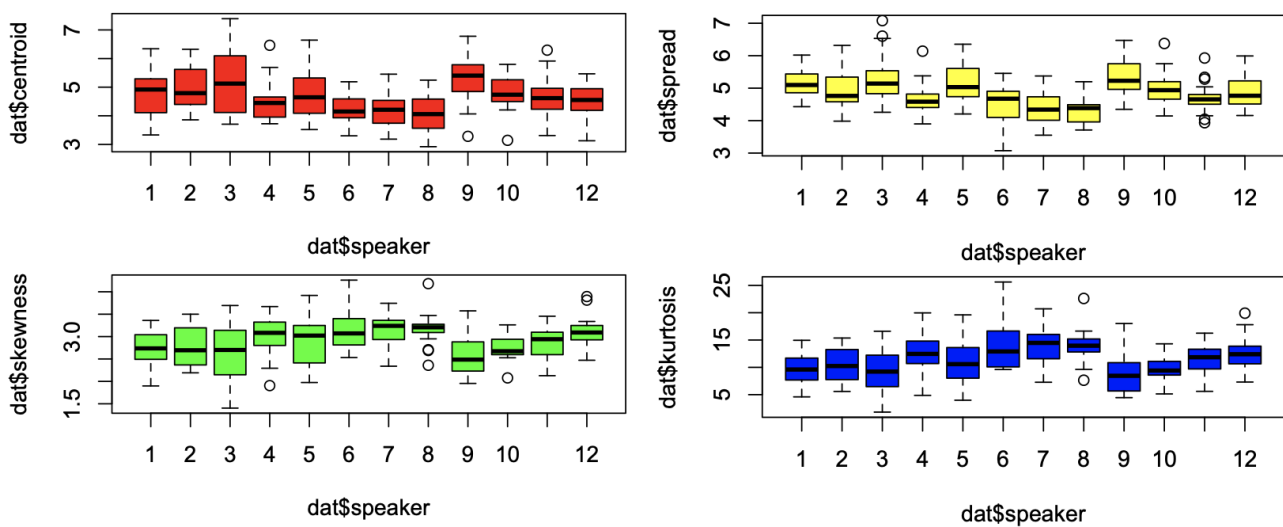 dat$centroid
7
5
3
1 2 3 4 5 6 7 8 9 10 12
dat$speaker
dat$spread
7
6
5
4
3
1 2 3 4 5 6 7 8 9 10 12
dat$speaker
dat$skewness
3.0
1.5
1 2 3 4 5 6 7 8 9 10 12
dat$speaker
dat$kurtosis
25
15
5
1 2 3 4 5 6 7 8 9 10 12
dat$speaker